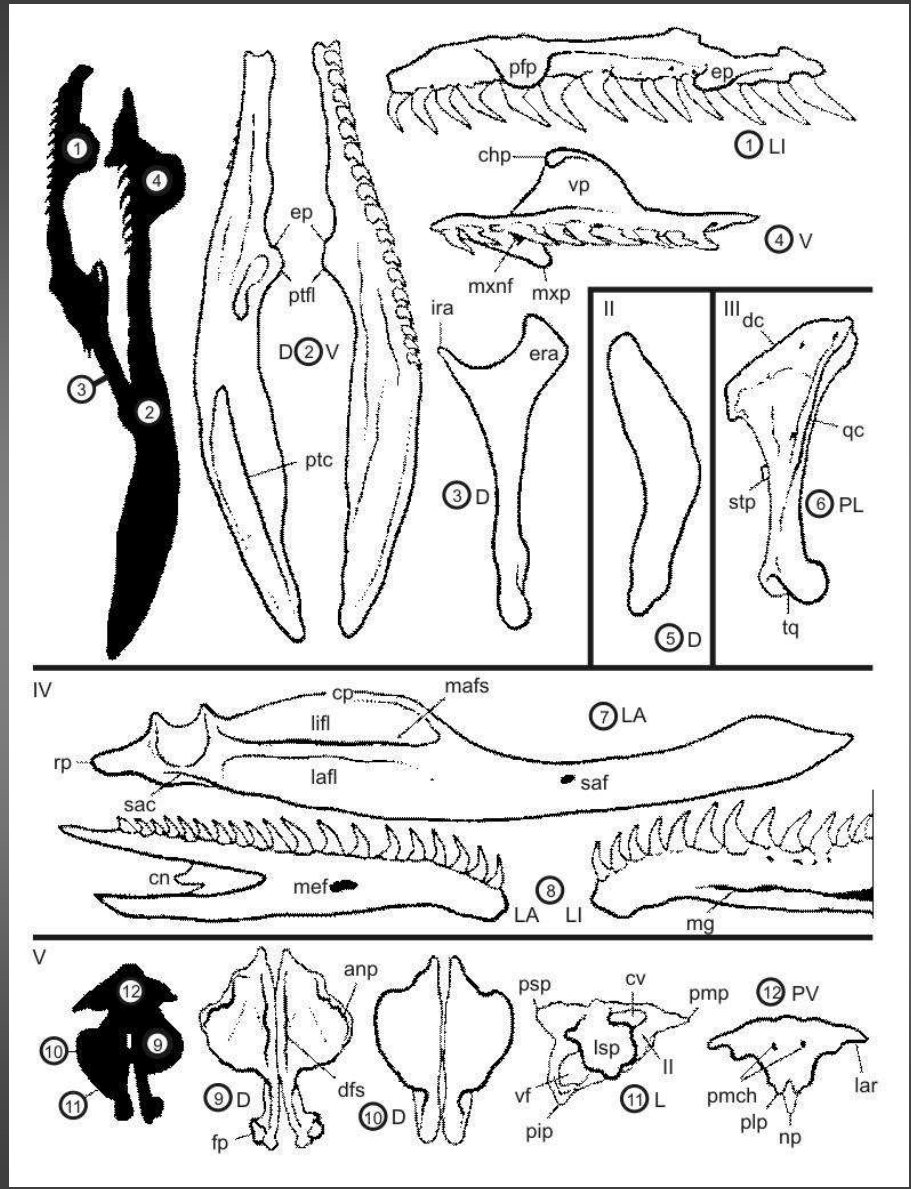 1
4
3
2
ep
ptfl
D 2 V
ptc
pfp
ep
1 LI
chp
vp
4 V
mxnf
mxp
ira
era
3 D
II
5 D
III
dc
qc
stp
6 PL
tq
IV
cp
mafs
lifl
7 LA
rp
lafl
saf
sac
cn
mef
8
LA
LI
mg
V
12
10
9
11
anp
9 D
dfs
fp
10 D
psp
cv
pmp
lsp
ll
vf
11 L
pip
12 PV
pmch
lar
plp
np